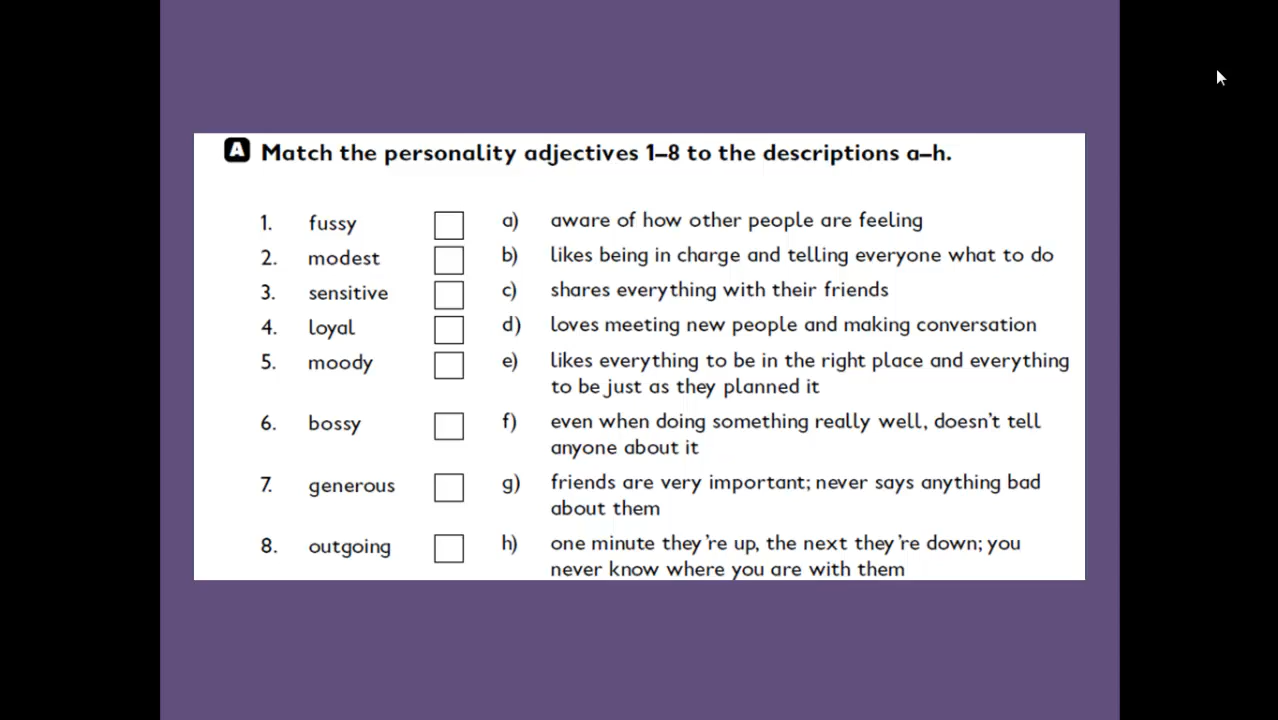 A Match the personality adjectives 1–8 to the descriptions a–h.
1. fussy a) aware of how other people are feeling
2. modest b) likes being in charge and telling everyone what to do
3. sensitive c) shares everything with their friends
4. loyal d) loves meeting new people and making conversation
5. moody e) likes everything to be in the right place and everything
to be just as they planned it
6. bossy f) even when doing something really well, doesn't tell
anyone about it
7. generous g) friends are very important; never says anything bad
about them
8. outgoing h) one minute they're up, the next they're down; you
never know where you are with them